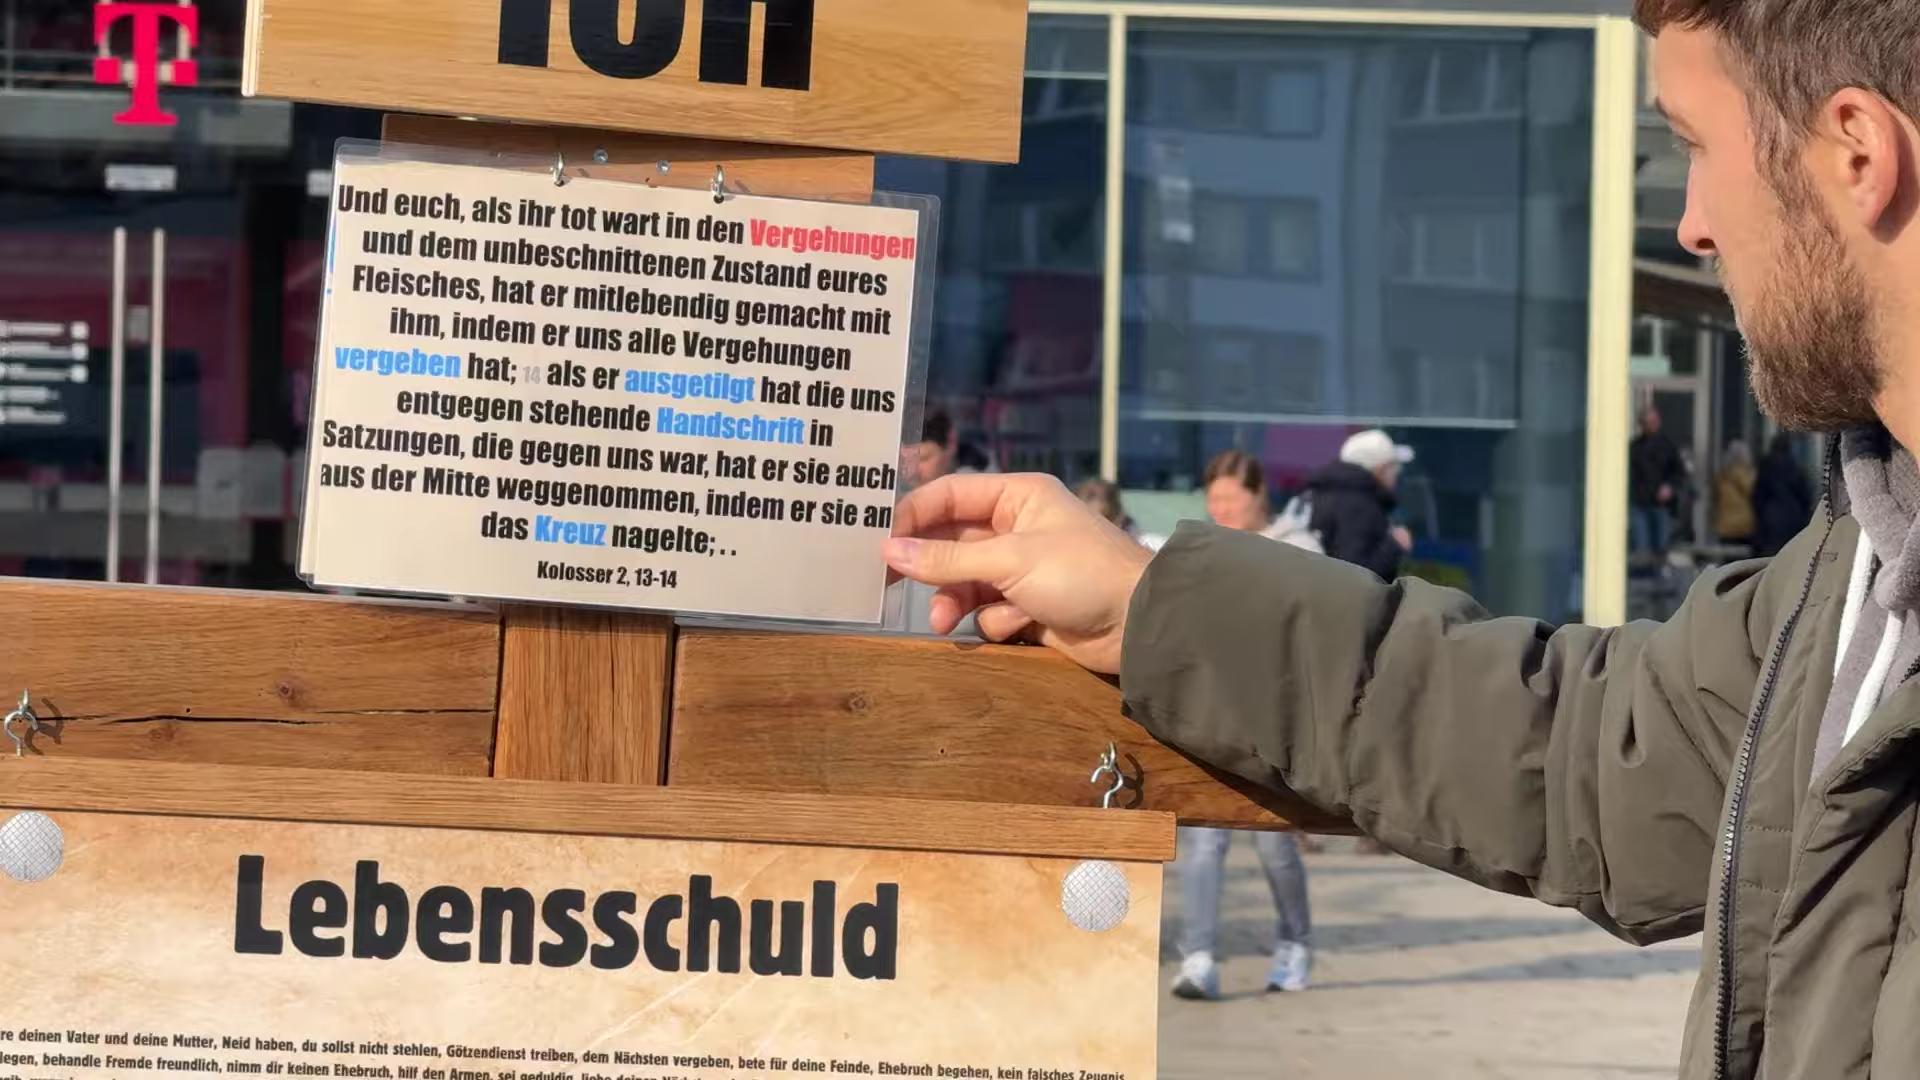 T
ICH
Und euch, als ihr tot wart in den Vergehungen
und dem unbeschnittenen Zustand eures
Fleisches, hat er mitlebendig gemacht mit
ihm, indem er uns alle Vergehungen
vergeben hat; 14 als er ausgetilgt hat die uns
entgegen stehende Handschrift in
Satzungen, die gegen uns war, hat er sie auch
aus der Mitte weggenommen, indem er sie an
das Kreuz nagelte;..
Kolosser 2, 13-14
Lebensschuld
re deinen Vater und deine Mutter, Neid haben, du sollst nicht stehlen, Götzendienst treiben, dem Nächsten vergeben, bete für deine Feinde, Ehebruch begehen, kein falsches Zeugnis
legen, behandle Fremde freundlich, nimm dir keinen Ehebruch, hilf den Armen, sei geduldig, liebe deinen